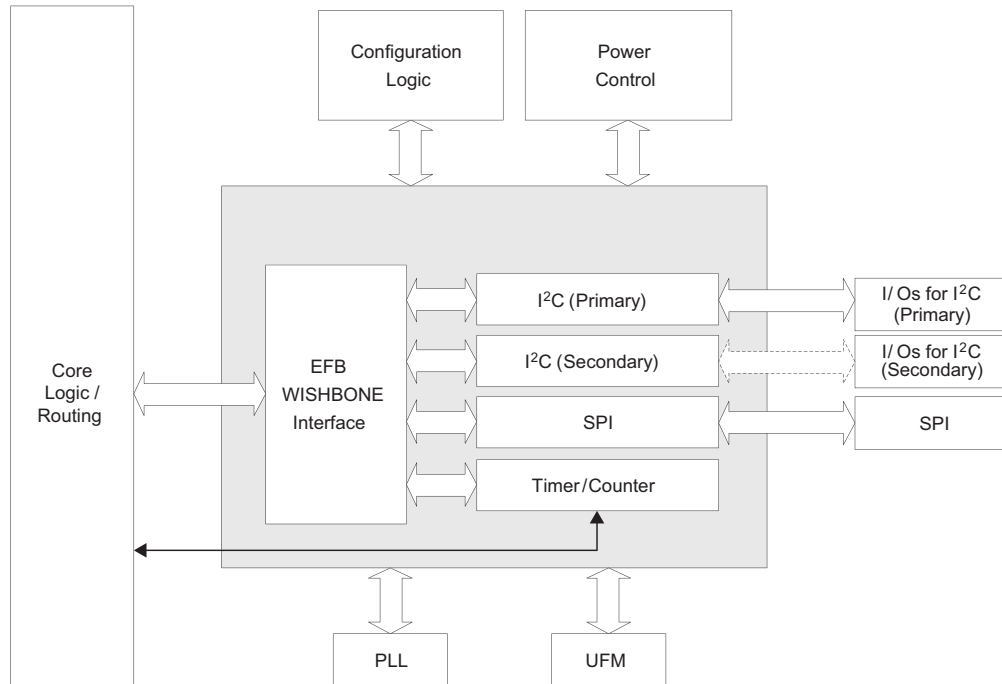 Configuration
Logic
Power
Control
Core
Logic /
Routing
EFB
WISHBONE
Interface
I²C (Primary)
I²C (Secondary)
SPI
Timer/Counter
I/ Os for I²C
(Primary)
I/ Os for I²C
(Secondary)
SPI
PLL
UFM